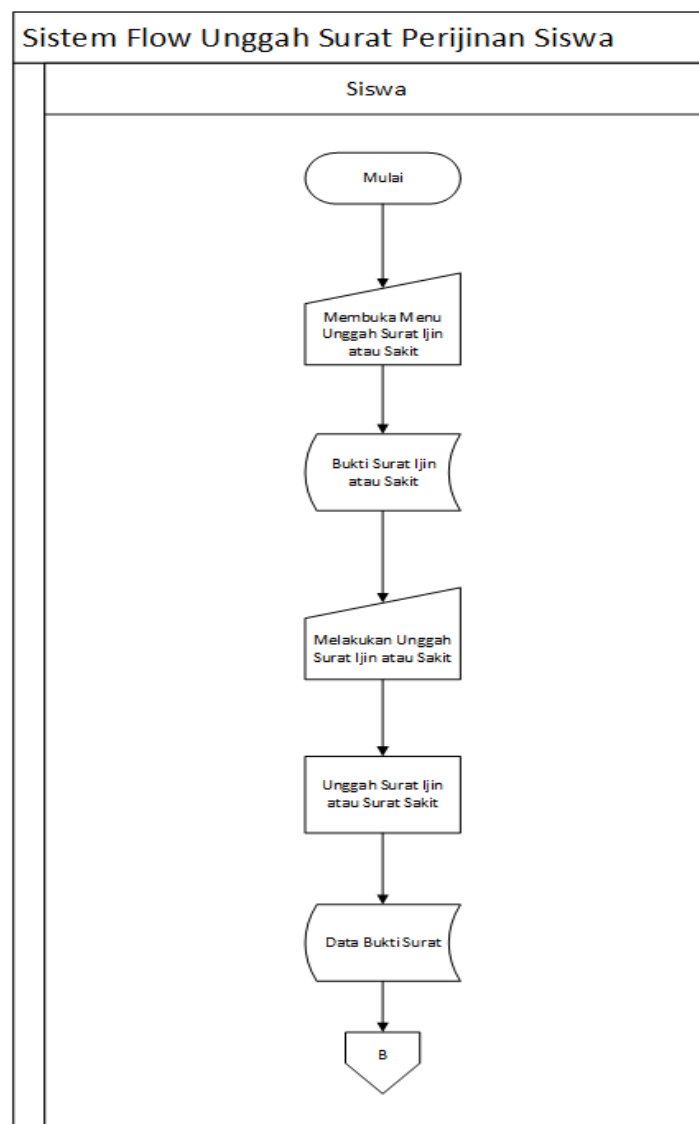 Sistem Flow Unggah Surat Perijinan Siswa
Siswa
Mulai
Membuka Menu
Unggah Surat Ijin
atau Sakit
Bukti Surat Ijin
atau Sakit
Melakukan Unggah
Surat Ijin atau Sakit
Unggah Surat Ijin
atau Surat Sakit
Data Bukti Surat
B